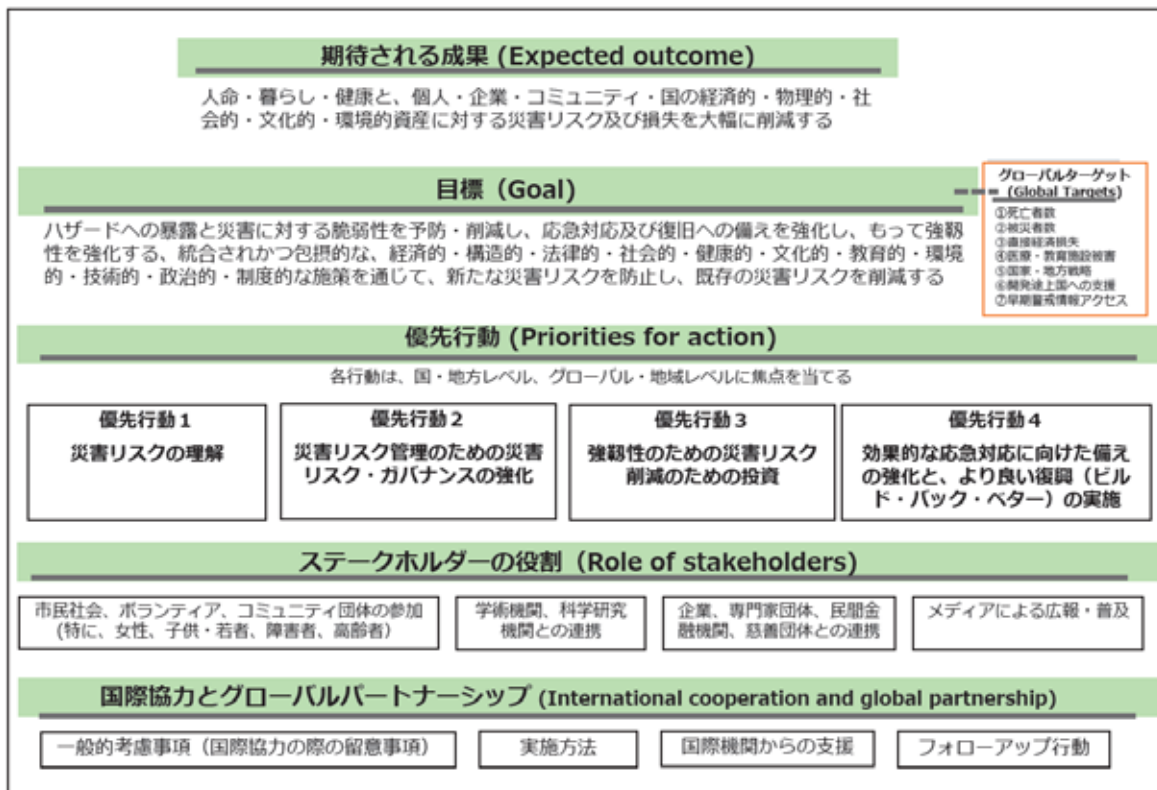 期待される成果 (Expected outcome)
人命・暮らし・健康と、個人・企業・コミュニティ・国の経済的・物理的・社
会的・文化的・環境的資産に対する災害リスク及び損失を大幅に削減する
目標（Goal)
ハザードへの暴露と災害に対する脆弱性を予防・削減し、応急対応及び復旧への備えを強化し、もって強靱
性を強化する、統合されかつ包摂的な、経済的・構造的・法律的・社会的・健康的・文化的・教育的・環境
的・技術的・政治的・制度的な施策を通じて、新たな災害リスクを防止し、既存の災害リスクを削減する
グローバルターゲット
(Global Targets)
①死亡者数
②被災者数
③直接経済損失
④医療・教育施設被害
⑤国家・地方戦略
⑥開発途上国への支援
⑦早期警戒情報アクセス
優先行動 (Priorities for action)
各行動は、国・地方レベル、グローバル・地域レベルに焦点を当てる
優先行動１
災害リスクの理解
優先行動２
災害リスク管理のための災害
リスク・ガバナンスの強化
優先行動３
強靱性のための災害リスク
削減のための投資
優先行動４
効果的な応急対応に向けた備え
の強化と、より良い復興（ビル
ド・バック・ベター）の実施
ステークホルダーの役割（Role of stakeholders)
市民社会、ボランティア、コミュニティ団体の参加
(特に、女性、子供・若者、障害者、高齢者）
学術機関、科学研究
機関との連携
企業、専門家団体、民間金
融機関、慈善団体との連携
メディアによる広報・普及
国際協力とグローバルパートナーシップ (International cooperation and global partnership)
一般的考慮事項（国際協力の際の留意事項）
実施方法
国際機関からの支援
フォローアップ行動